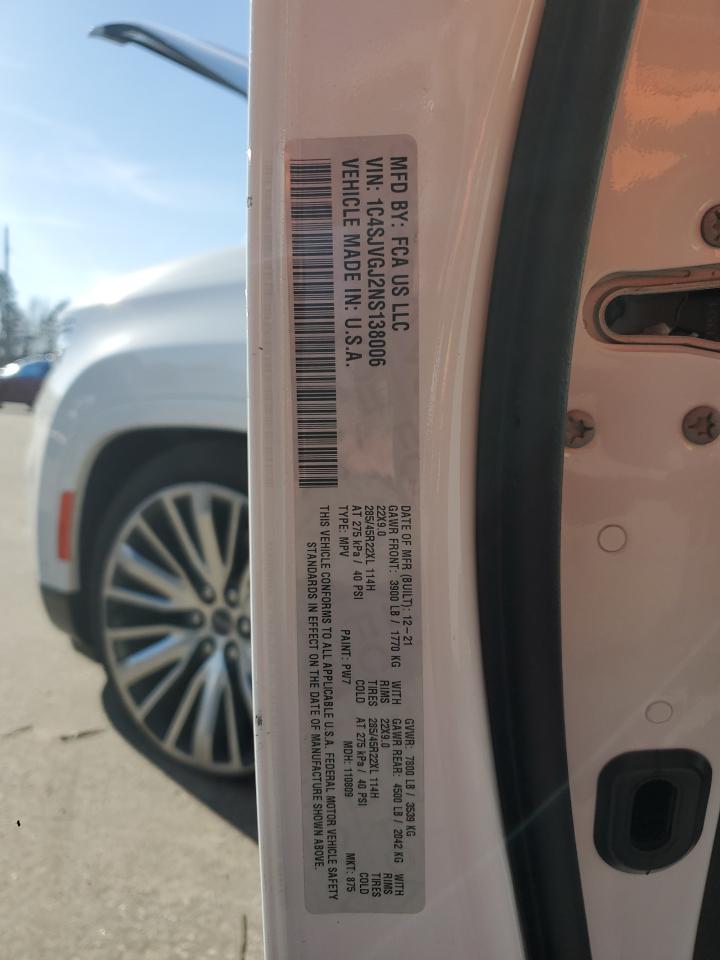 MFD BY: FCA US LLC
VIN: 1C4SJVGJ2NS138006
VEHICLE MADE IN: U.S.A.
DATE OF MFR (BUILT): 12-21 GVWR: 7800 LB / 3539 KG
GAWR FRONT: 3900 LB / 1770 KG WITH GAWR REAR: 4500 LB / 2042 KG WITH
22X9.0 RIMS 22X9.0 RIMS
285/45R22XL 114H TIRES 285/45R22XL 114H TIRES
AT 275 kPa / 40 PSI COLD AT 275 kPa / 40 PSI COLD
TYPE: MPV PAINT: PW7 MDH: 110809 MKT: 875
THIS VEHICLE CONFORMS TO ALL APPLICABLE U.S.A. FEDERAL MOTOR VEHICLE SAFETY
STANDARDS IN EFFECT ON THE DATE OF MANUFACTURE SHOWN ABOVE.